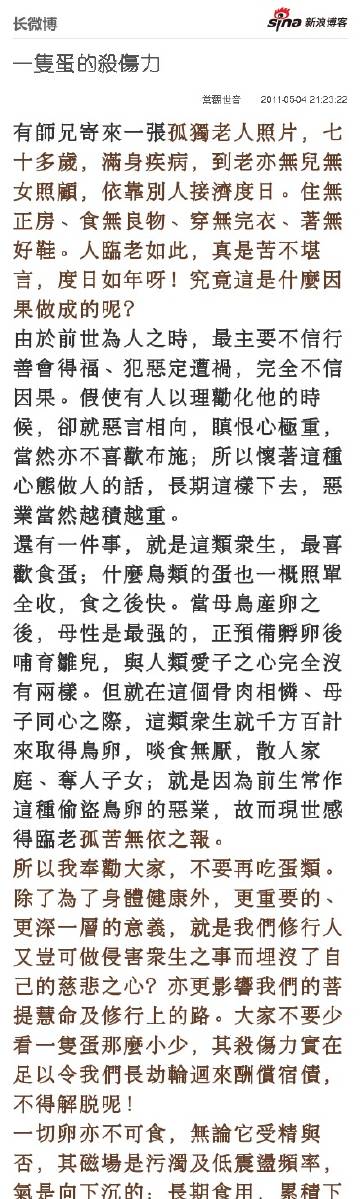 长微博
sina 新浪博客
一隻蛋的殺傷力
2011-05-04 21:23:22
有師兄寄來一張孤獨老人照片，七
十多歲，滿身疾病，到老亦無兒無
女照顧，依靠別人接濟度日。住無
正房、食無良物、穿無完衣、著無
好鞋。人臨老如此，真是苦不堪
言，度日如年呀！究竟這是什麼因
果做成的呢？
由於前世為人之時，最主要不信行
善會得福、犯惡定遭禍，完全不信
因果。假使有人以理勸化他的時
候，卻就惡言相向，瞋恨心極重，
當然亦不喜歡布施；所以懷著這種
心態做人的話，長期這樣下去，惡
業當然越積越重。
還有一件事，就是這類衆生，最喜
歡食蛋；什麼鳥類的蛋也一概照單
全收，食之後快。當母鳥産卵之
後，母性是最强的，正預備孵卵後
哺育雛兒，與人類愛子之心完全沒
有兩樣。但就在這個骨肉相憐、母
子同心之際，這類衆生就千方百計
來取得鳥卵，啖食無厭，散人家
庭、奪人子女；就是因為前生常作
這種偷盜鳥卵的惡業，故而現世感
得臨老孤苦無依之報。
所以我奉勸大家，不要再吃蛋類。
除了為了身體健康外，更重要的、
更深一層的意義，就是我們修行人
又豈可做侵害衆生之事而埋沒了自
己的慈悲之心？亦更影響我們的菩
提慧命及修行上的路。大家不要少
看一隻蛋那麼小少，其殺傷力實在
足以令我們長劫輪迴來酬償宿債，
不得解脫呢！
一切卵亦不可食，無論它受精與
否，其磁場是污濁及低震盪頻率，
氣是向下沉的；長期食用，累積下